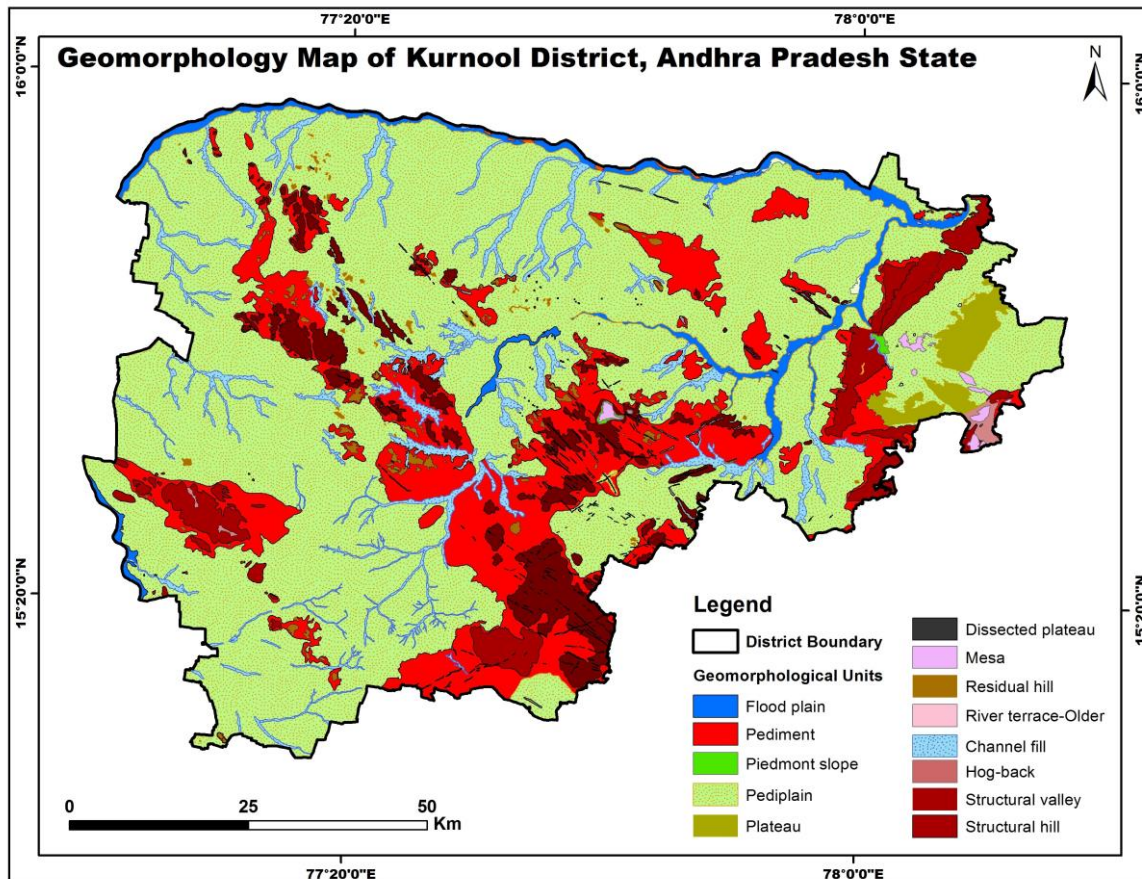 77°20'0"E
78°0'0"E
Geomorphology Map of Kurnool District, Andhra Pradesh State
N
16°0'0"N
16°0'0"N
15°20'0"N
15°20'0"N
Legend
District Boundary
Geomorphological Units
Flood plain
Pediment
Piedmont slope
Pediplain
Plateau
Dissected plateau
Mesa
Residual hill
River terrace-Older
Channel fill
Hog-back
Structural valley
Structural hill
0 25 50
Km
77°20'0"E
78°0'0"E